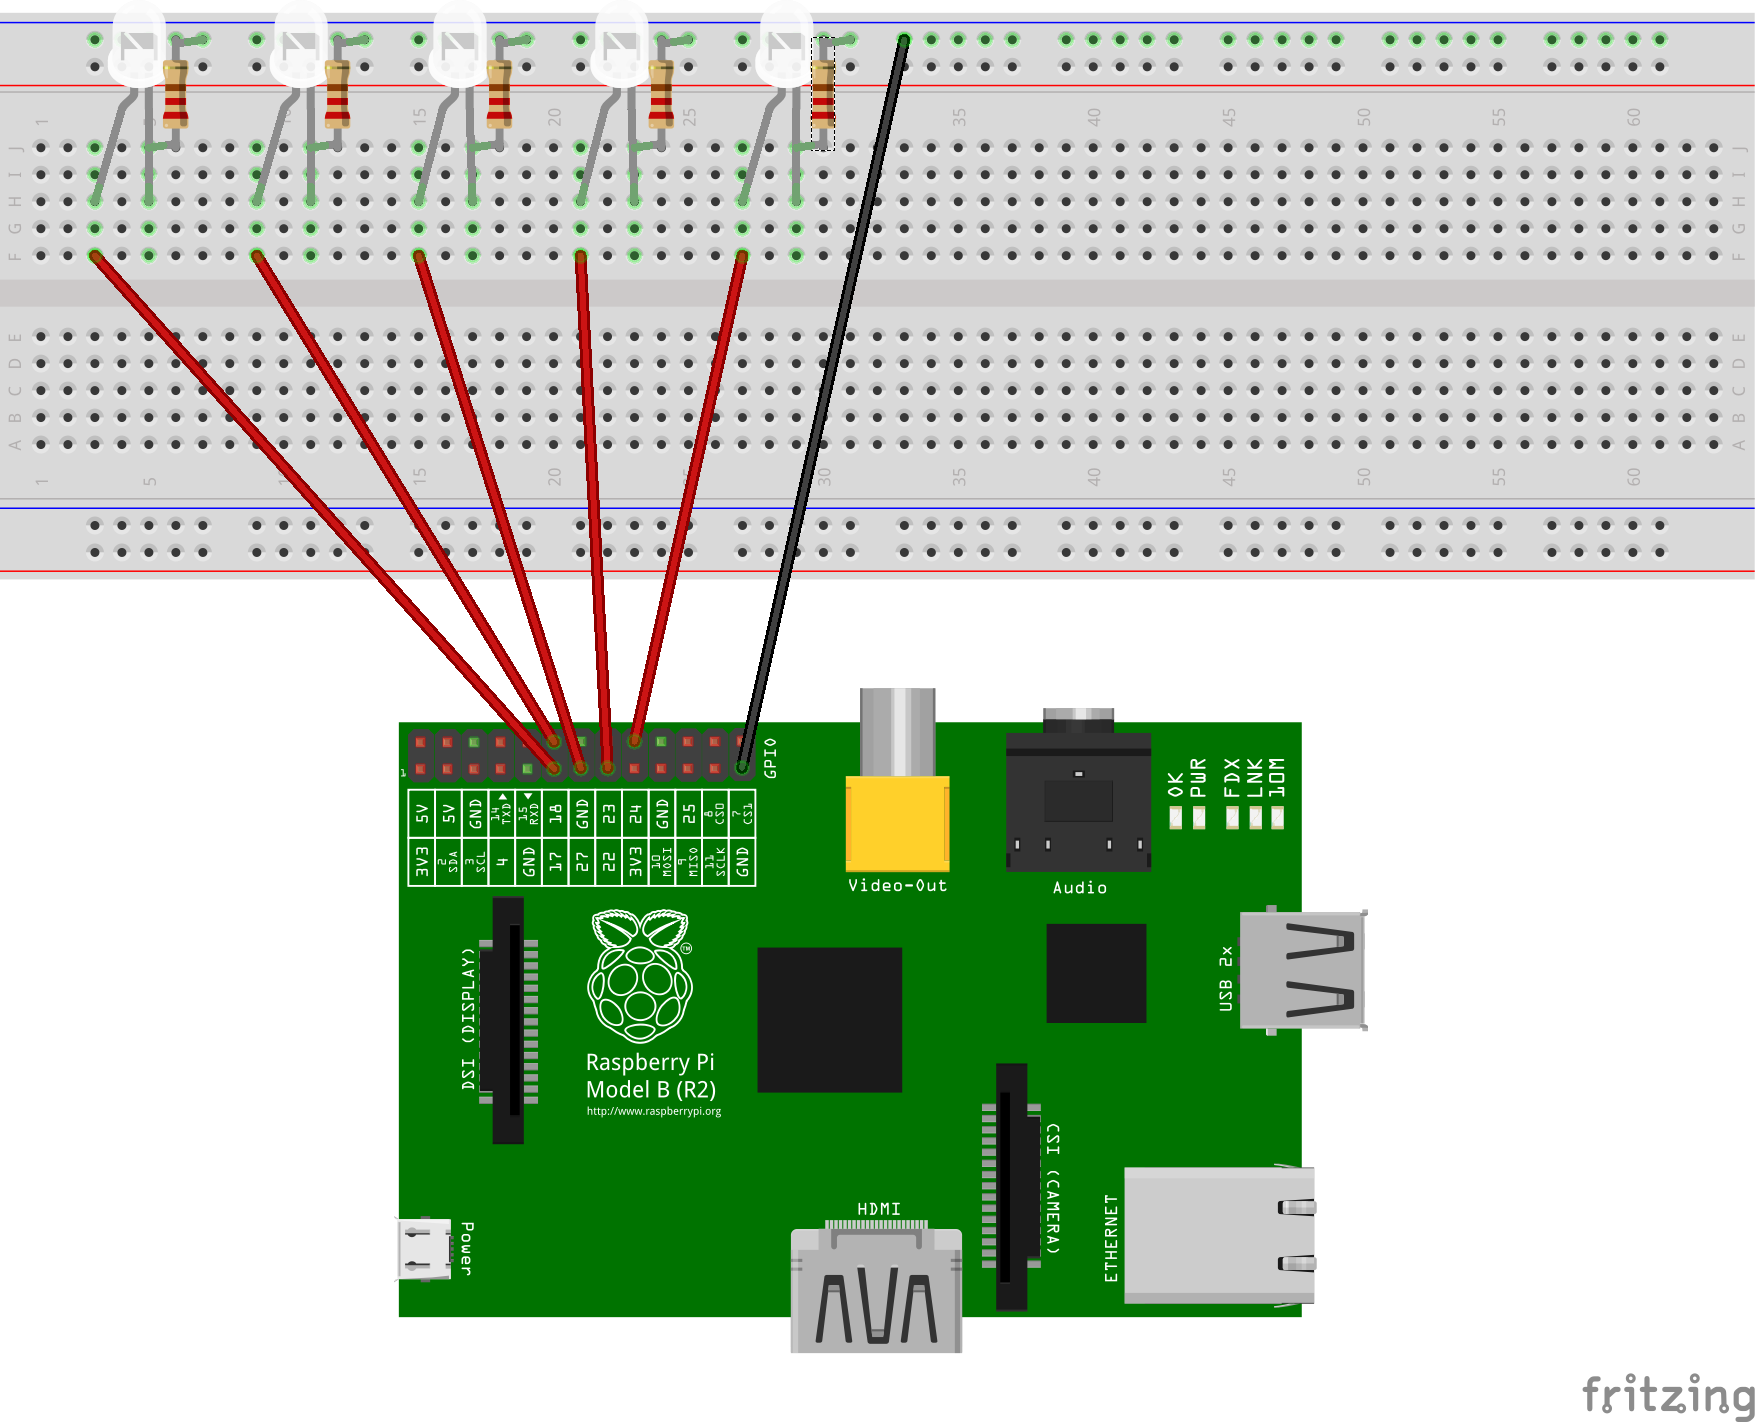 1 5 10 15 20 25 35 40 45 50 55 60
J J
I I
H H
G G
F F
E E
D D
C C
B B
A A
1 5 15 20 30 35 40 45 50 55 60
1
GPIO
5V 5V GND 14 TXD 15 RXD 18 GND 23 24 GND 25 8 CS0 7 CS1
3V3 2 SDA 3 SCL 4 GND 17 27 22 3V3 10 MOSI 9 MISO 11 SCLK GND
OK PWR FDX LNK 10M
Video-Out
Audio
DSI (DISPLAY)
TM
USB 2x
Raspberry Pi
Model B (R2)
http://www.raspberrypi.org
CSI (CAMERA)
HDMI
ETHERNET
Power
fritzing